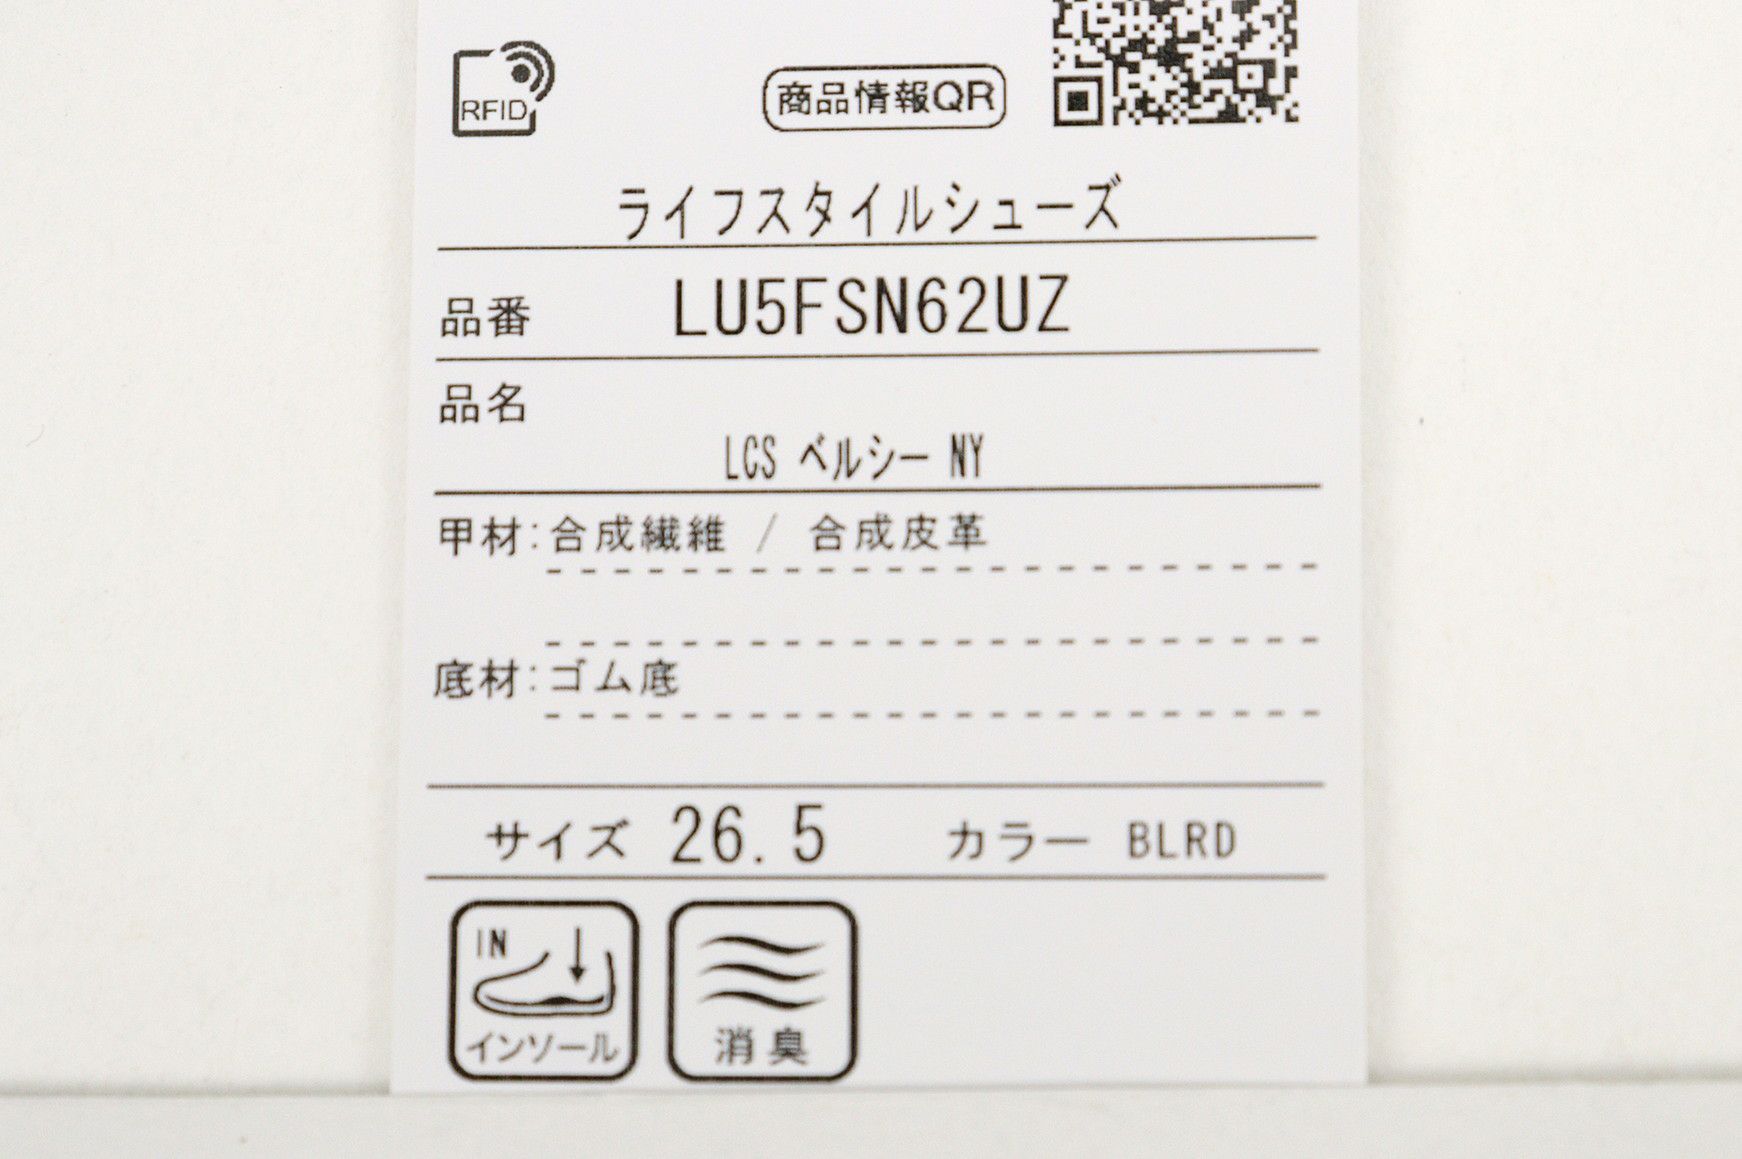 RFID
商品情報QR
ライフスタイルシューズ
品番 LU5FSN62UZ
品名
LCS ベルシー NY
甲材:合成繊維 / 合成皮革
底材:ゴム底
サイズ 26.5 カラー BLRD
IN
インソール
消臭